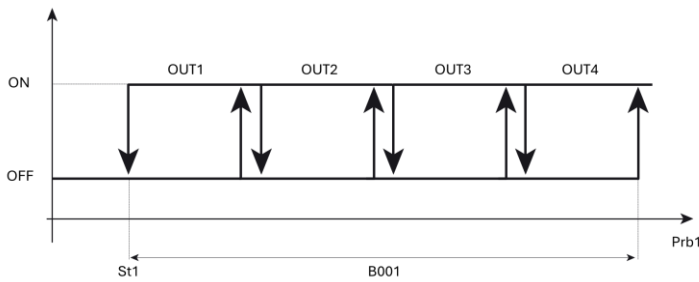 OUT1 OUT2 OUT3 OUT4
ON
OFF
Prb1
St1 B001